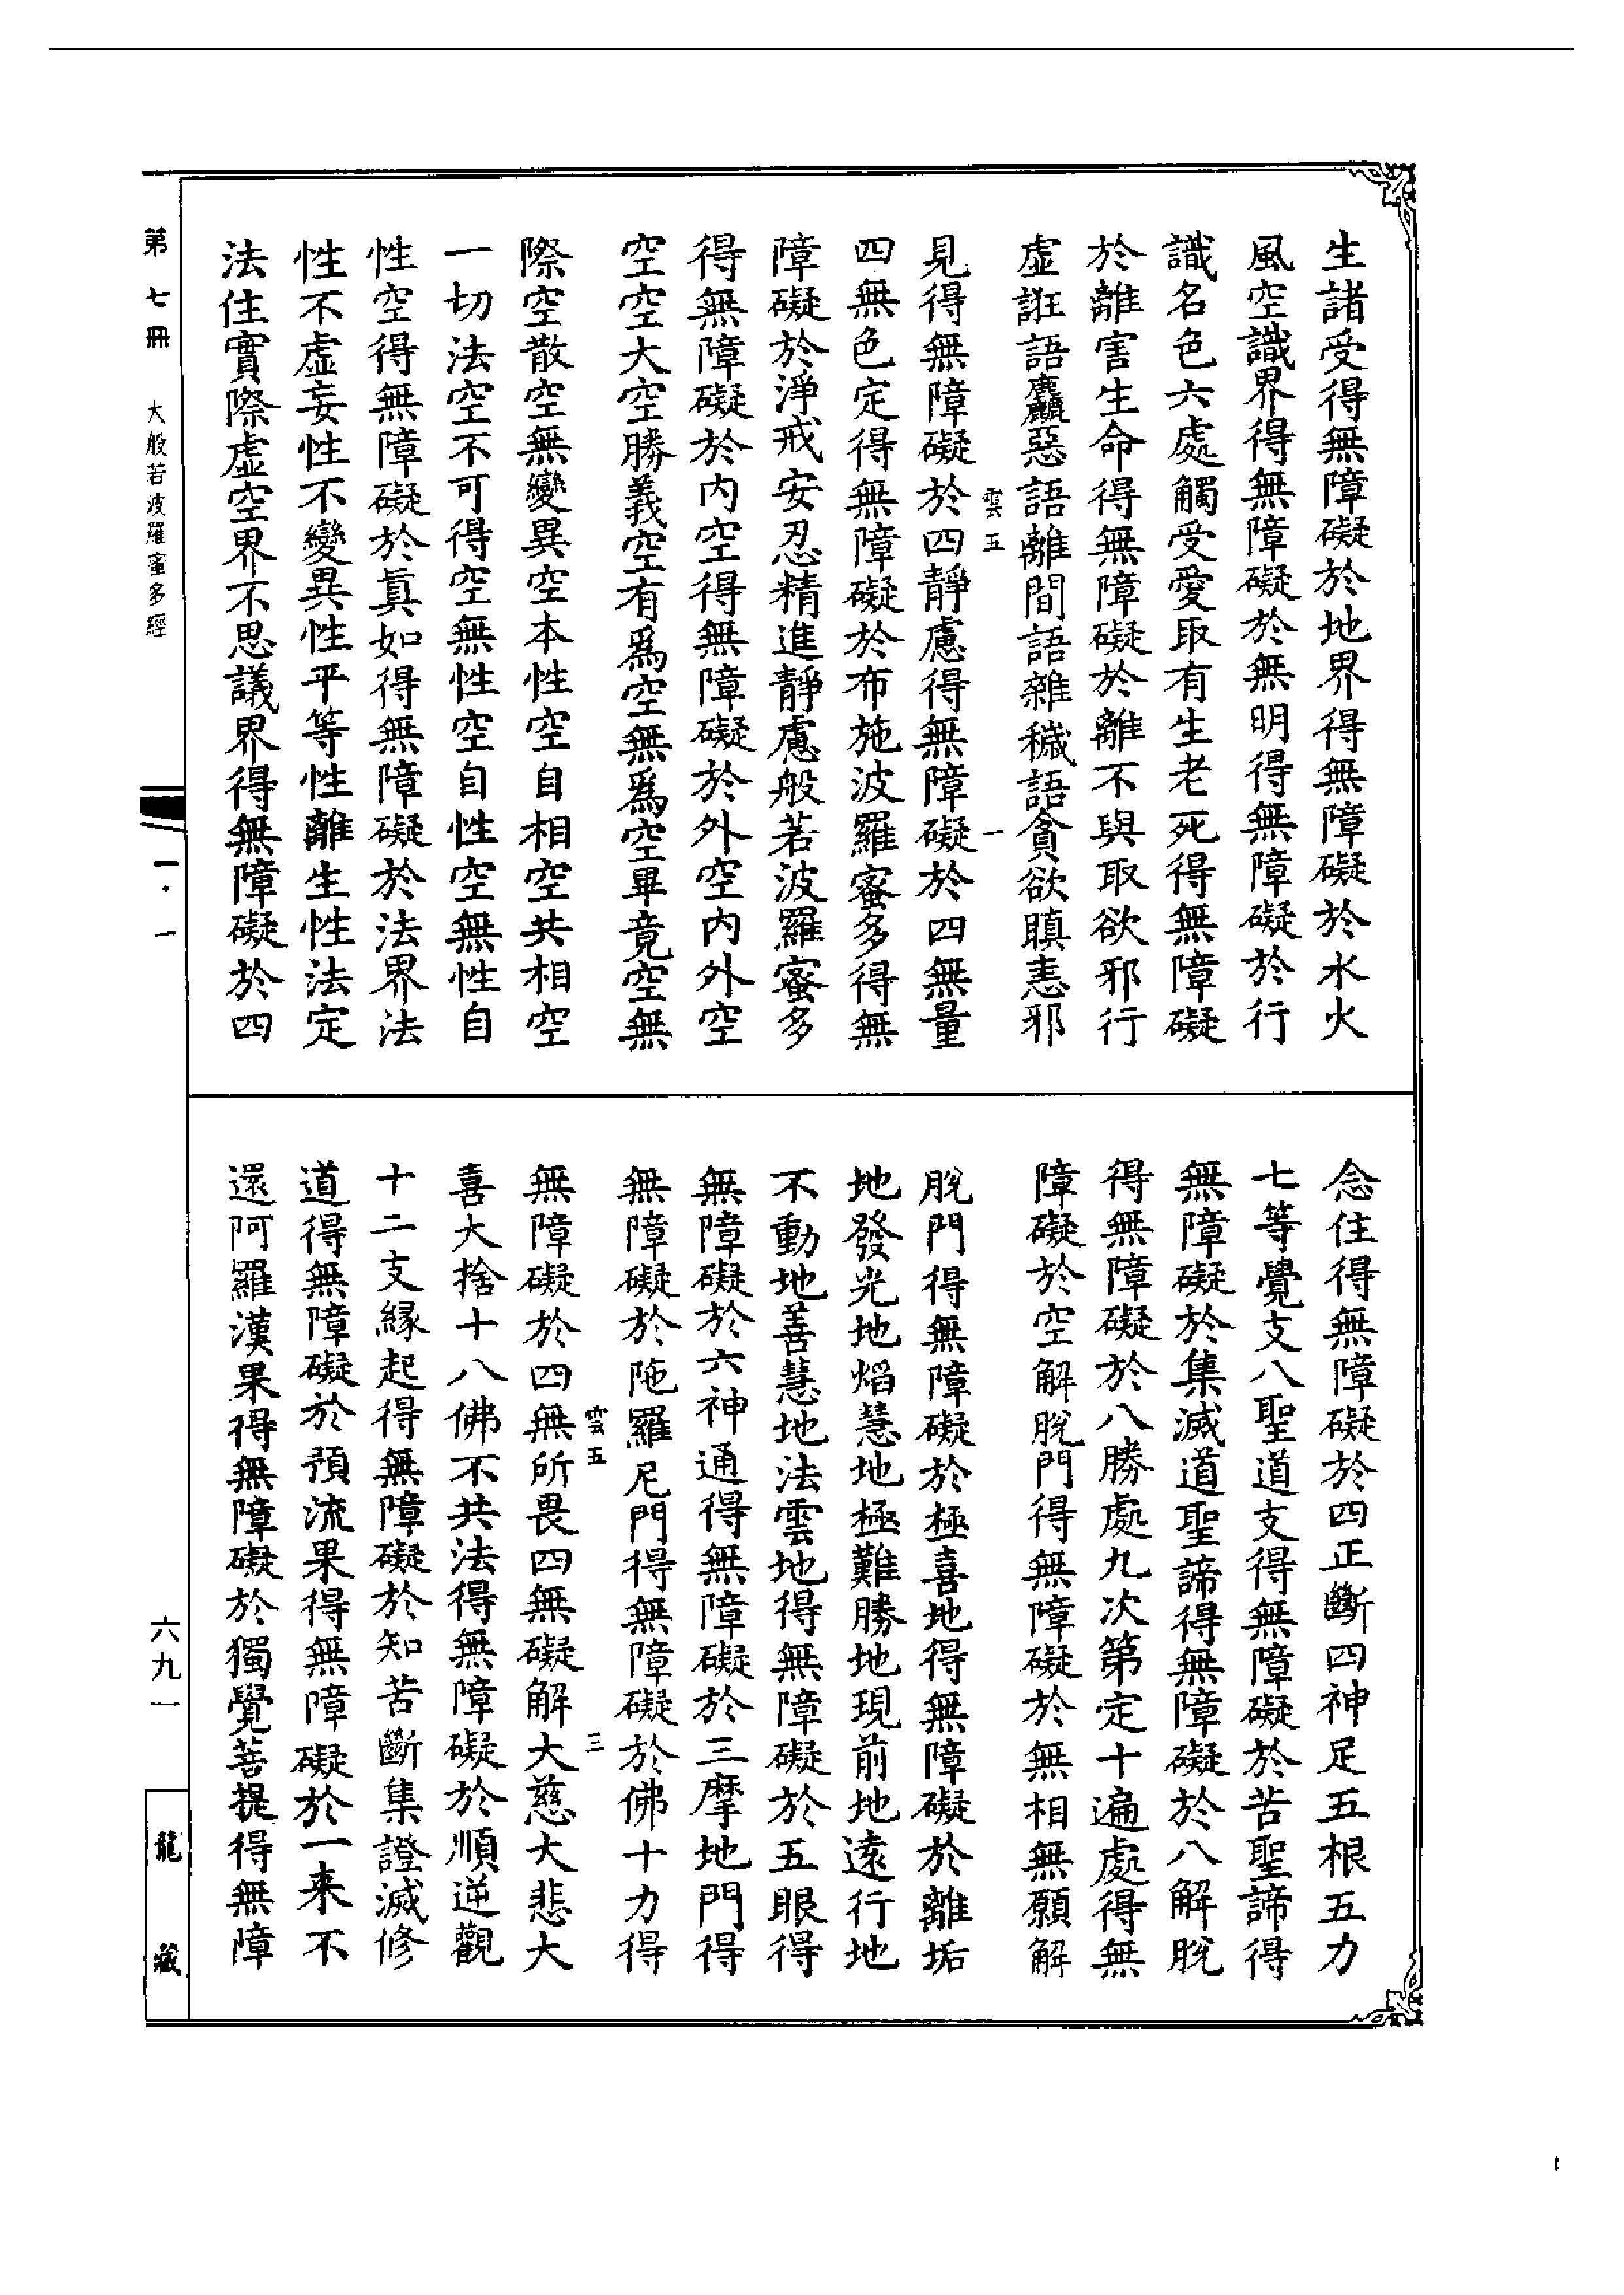 生諸受得無障礙於地界得無障礙於水火
風空識界得無障礙於無明得無障礙於行
識名色六處觸受愛取有生老死得無障礙
於離害生命得無障礙於離不與取欲邪行
虛誑語麤惡語離間語雜穢語貪欲瞋恚邪
雲五 一
見得無障礙於四靜慮得無障礙於四無量
四無色定得無障礙於布施波羅蜜多得無
障礙於淨戒安忍精進靜慮般若波羅蜜多
得無障礙於內空得無障礙於外空內外空
空空大空勝義空有為空無為空畢竟空無
際空散空無變異空本性空自相空共相空
一切法空不可得空無性空自性空無性自
性空得無障礙於真如得無障礙於法界法
性不虛妄性不變異性平等性離生性法定
法住實際虛空界不思議界得無障礙於四
念住得無障礙於四正斷四神足五根五力
七等覺支八聖道支得無障礙於苦聖諦得
無障礙於集滅道聖諦得無障礙於八解脫
得無障礙於八勝處九次第定十遍處得無
障礙於空解脫門得無障礙於無相無願解
脫門得無障礙於極喜地得無障礙於離垢
地發光地焰慧地極難勝地現前地遠行地
不動地善慧地法雲地得無障礙於五眼得
無障礙於六神通得無障礙於三摩地門得
無障礙於陀羅尼門得無障礙於佛十力得
雲五 三
無障礙於四無所畏四無礙解大慈大悲大
喜大捨十八佛不共法得無障礙於順逆觀
十二支緣起得無障礙於知苦斷集證滅修
道得無障礙於預流果得無障礙於一來不
還阿羅漢果得無障礙於獨覺菩提得無障
第七冊 大般若波羅蜜多經 一·一 六九一 龍藏